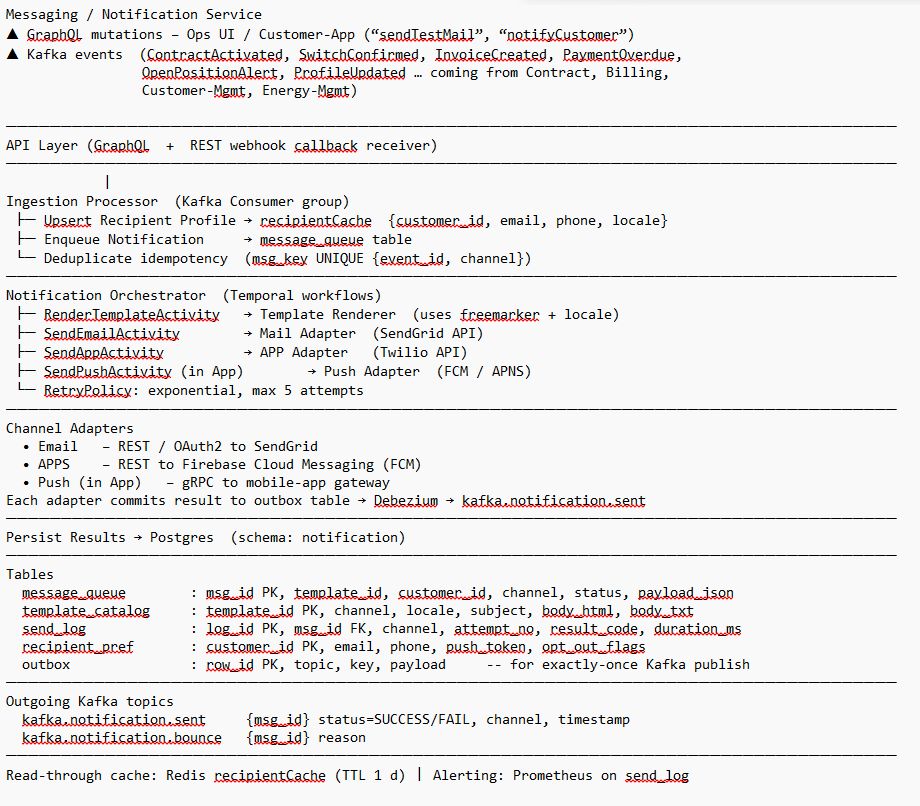 Messaging / Notification Service
▲ GraphQL mutations – Ops UI / Customer-App (“sendTestMail”, “notifyCustomer”)
▲ Kafka events (ContractActivated, SwitchConfirmed, InvoiceCreated, PaymentOverdue,
OpenPositionAlert, ProfileUpdated … coming from Contract, Billing,
Customer-Mgmt, Energy-Mgmt)
API Layer (GraphQL + REST webhook callback receiver)
│
Ingestion Processor (Kafka Consumer group)
├─ Upsert Recipient Profile → recipientCache {customer_id, email, phone, locale}
├─ Enqueue Notification → message_queue table
└─ Deduplicate idempotency (msg_key UNIQUE {event_id, channel})
Notification Orchestrator (Temporal workflows)
├─ RenderTemplateActivity → Template Renderer (uses freemarker + locale)
├─ SendEmailActivity → Mail Adapter (SendGrid API)
├─ SendAppActivity → APP Adapter (Twilio API)
├─ SendPushActivity (in App) → Push Adapter (FCM / APNS)
└─ RetryPolicy: exponential, max 5 attempts
Channel Adapters
• Email – REST / OAuth2 to SendGrid
• APPS – REST to Firebase Cloud Messaging (FCM)
• Push (in App) – gRPC to mobile-app gateway
Each adapter commits result to outbox table → Debezium → kafka.notification.sent
Persist Results → Postgres (schema: notification)
Tables
message_queue : msg_id PK, template_id, customer_id, channel, status, payload_json
template_catalog : template_id PK, channel, locale, subject, body_html, body_txt
send_log : log_id PK, msg_id FK, channel, attempt_no, result_code, duration_ms
recipient_pref : customer_id PK, email, phone, push_token, opt_out_flags
outbox : row_id PK, topic, key, payload -- for exactly-once Kafka publish
Outgoing Kafka topics
kafka.notification.sent {msg_id} status=SUCCESS/FAIL, channel, timestamp
kafka.notification.bounce {msg_id} reason
Read-through cache: Redis recipientCache (TTL 1 d) | Alerting: Prometheus on send_log